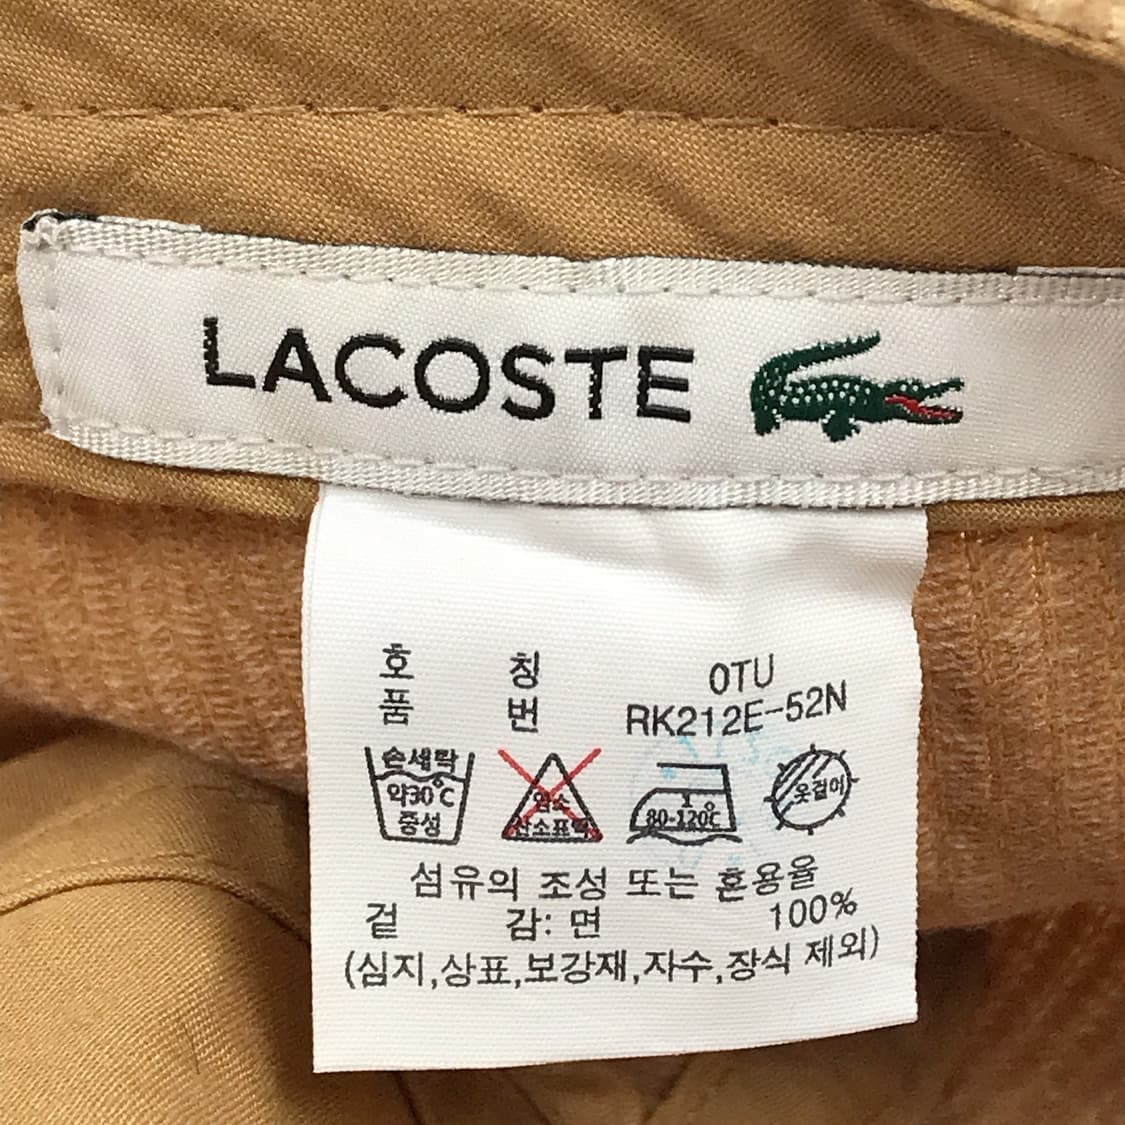 LACOSTE
호 칭 0TU
품 번 RK212E-52N
손세탁
약30℃
중성
염소
산소표백
1
80-120℃
옷걸이
섬유의 조성 또는 혼용율
겉 감: 면 100%
(심지,상표,보강재,자수,장식 제외)